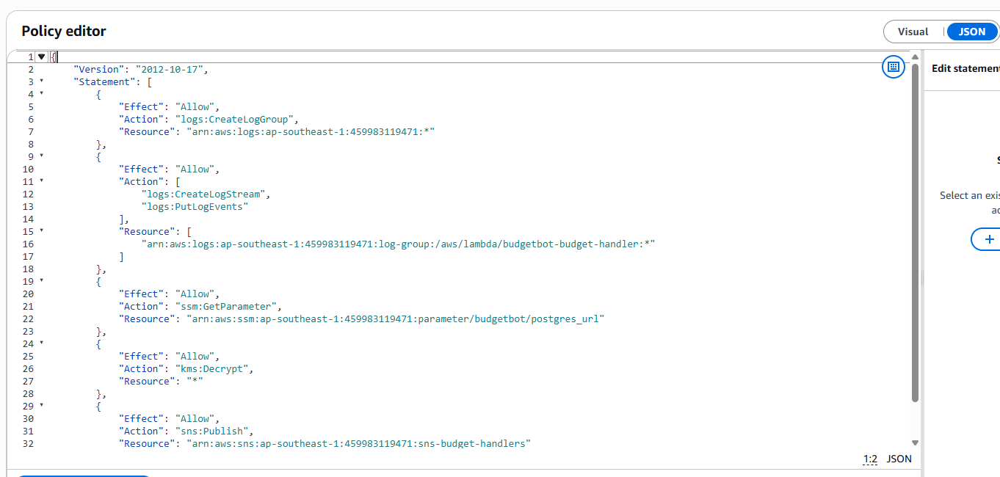 Policy editor
Visual
JSON
1 {
2 "Version": "2012-10-17",
3 "Statement": [
4 {
5 "Effect": "Allow",
6 "Action": "logs:CreateLogGroup",
7 "Resource": "arn:aws:logs:ap-southeast-1:459983119471:*"
8 },
9 {
10 "Effect": "Allow",
11 "Action": [
12 "logs:CreateLogStream",
13 "logs:PutLogEvents"
14 ],
15 "Resource": [
16 "arn:aws:logs:ap-southeast-1:459983119471:log-group:/aws/lambda/budgetbot-budget-handler:*"
17 ]
18 },
19 {
20 "Effect": "Allow",
21 "Action": "ssm:GetParameter",
22 "Resource": "arn:aws:ssm:ap-southeast-1:459983119471:parameter/budgetbot/postgres_url"
23 },
24 {
25 "Effect": "Allow",
26 "Action": "kms:Decrypt",
27 "Resource": "*"
28 },
29 {
30 "Effect": "Allow",
31 "Action": "sns:Publish",
32 "Resource": "arn:aws:sns:ap-southeast-1:459983119471:sns-budget-handlers"
1:2 JSON
Edit statement
Select an